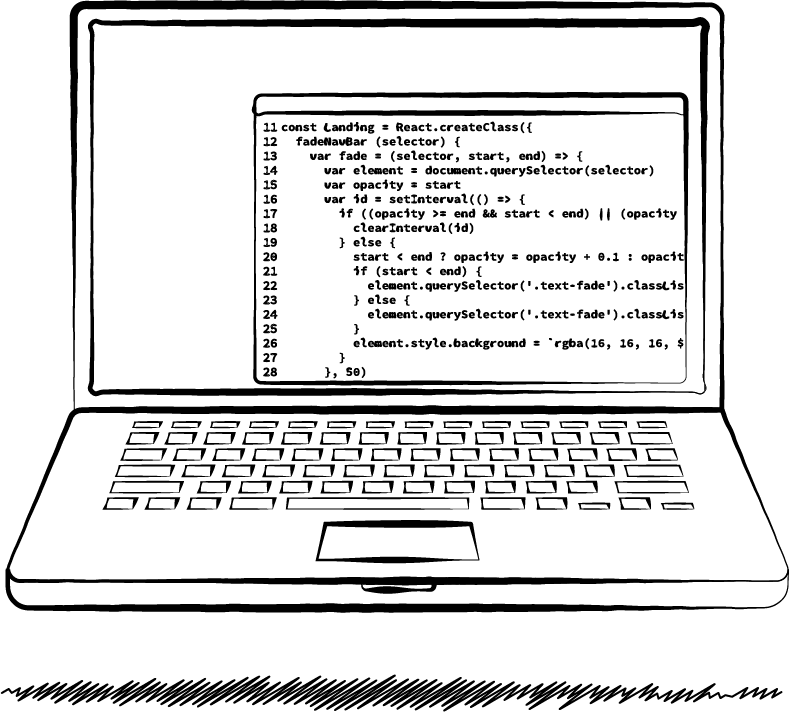 11 const Landing = React.createClass({
12 fadeNavBar (selector) {
13 var fade = (selector, start, end) => {
14 var element = document.querySelector(selector)
15 var opacity = start
16 var id = setInterval(() => {
17 if ((opacity >= end && start < end) || (opacity
18 clearInterval(id)
19 } else {
20 start < end ? opacity = opacity + 0.1 : opacit
21 if (start < end) {
22 element.querySelector('.text-fade').classLis
23 } else {
24 element.querySelector('.text-fade').classLis
25 }
26 element.style.background = `rgba(16, 16, 16, $
27 }
28 }, 50)